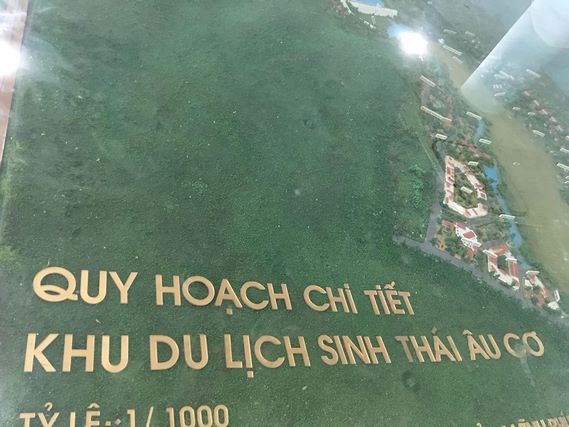 QUY HOẠCH CHI TIẾT
KHU DU LỊCH SINH THÁI ÂU CƠ
TỶ LỆ: 1/1000